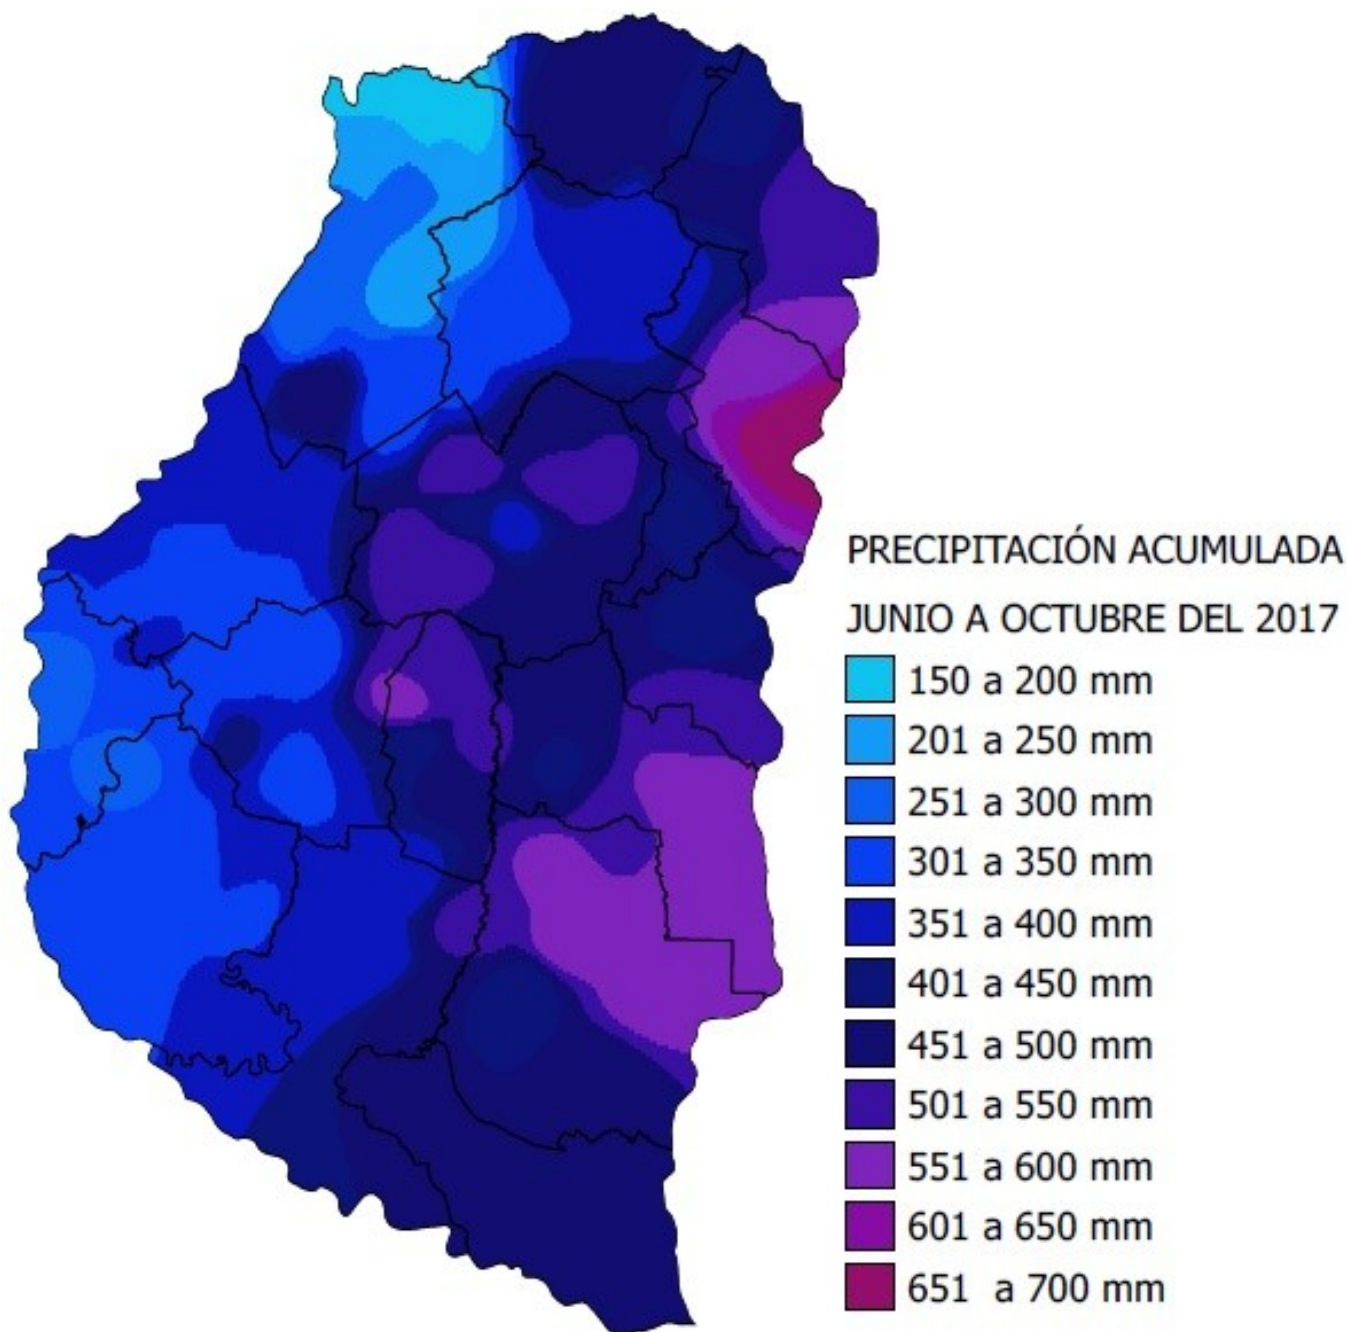 PRECIPITACIÓN ACUMULADA
JUNIO A OCTUBRE DEL 2017
150 a 200 mm
201 a 250 mm
251 a 300 mm
301 a 350 mm
351 a 400 mm
401 a 450 mm
451 a 500 mm
501 a 550 mm
551 a 600 mm
601 a 650 mm
651 a 700 mm